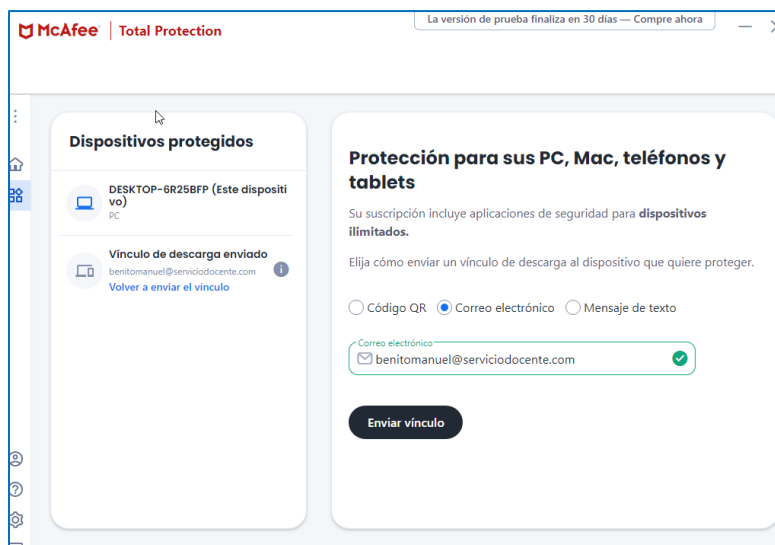 McAfee | Total Protection
La versión de prueba finaliza en 30 días — Compre ahora
Dispositivos protegidos
DESKTOP-6R25BFP (Este dispositi
vo)
PC
Vínculo de descarga enviado
benitomanuel@serviciodocente.com
Volver a enviar el vínculo
Protección para sus PC, Mac, teléfonos y
tablets
Su suscripción incluye aplicaciones de seguridad para dispositivos
ilimitados.
Elija cómo enviar un vínculo de descarga al dispositivo que quiere proteger.
Código QR Correo electrónico Mensaje de texto
Correo electrónico
benitomanuel@serviciodocente.com
Enviar vínculo